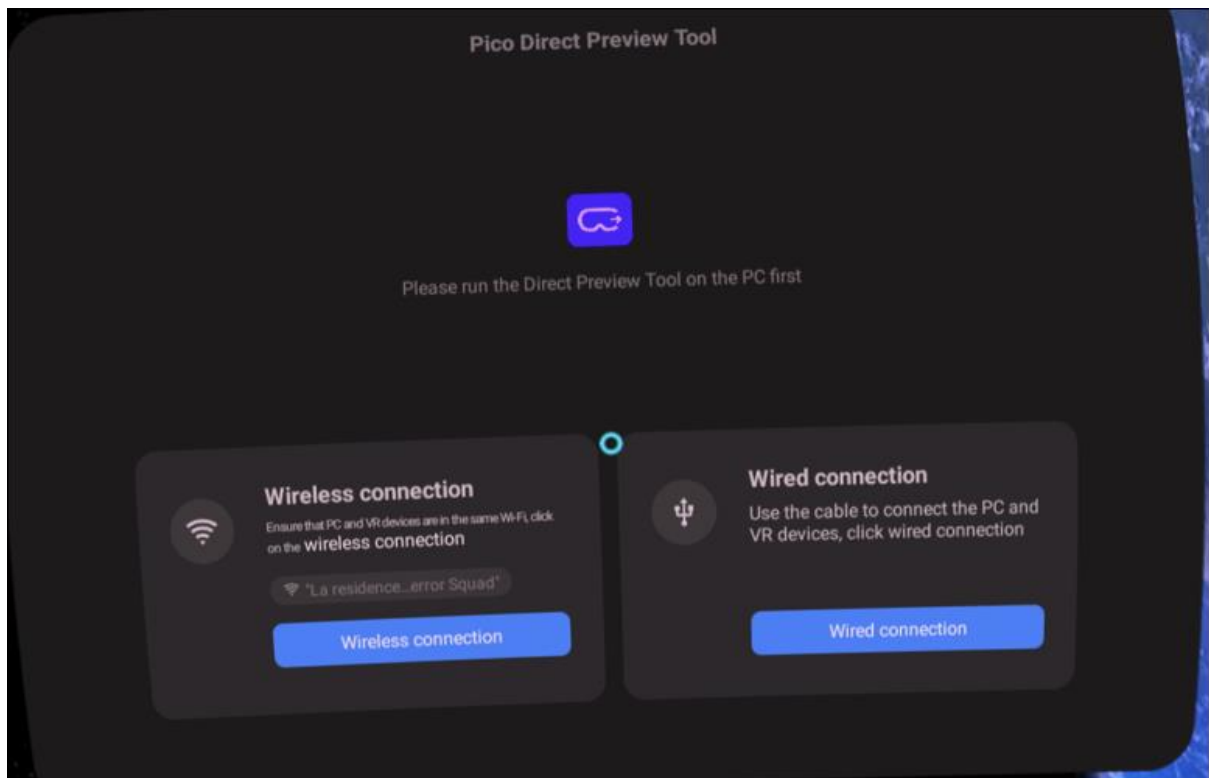 Pico Direct Preview Tool
Please run the Direct Preview Tool on the PC first
Wireless connection
Ensure that PC and VR devices are in the same Wi-Fi, click
on the wireless connection
"La residence...error Squad"
Wireless connection
Wired connection
Use the cable to connect the PC and
VR devices, click wired connection
Wired connection